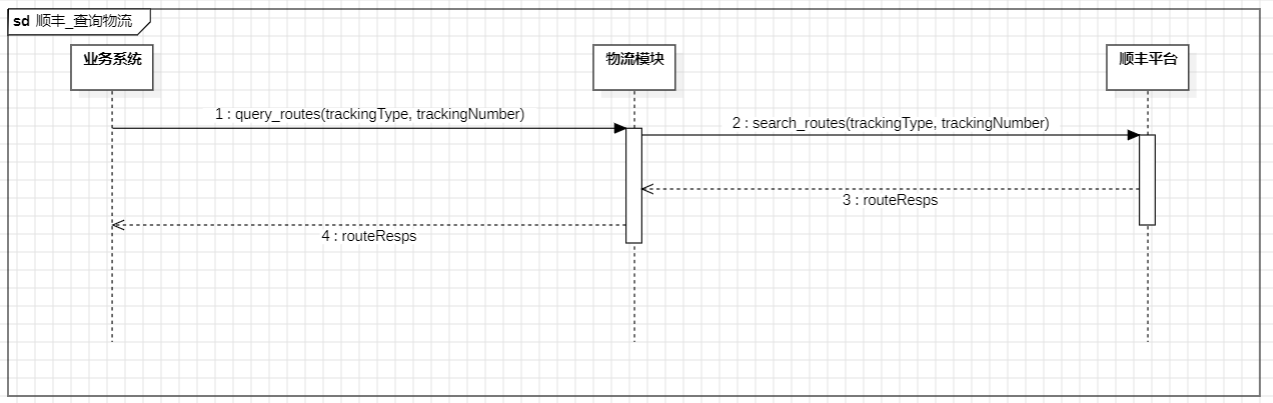 sd 顺丰_查询物流
业务系统
物流模块
顺丰平台
1 : query_routes(trackingType, trackingNumber)
2 : search_routes(trackingType, trackingNumber)
3 : routeResps
4 : routeResps